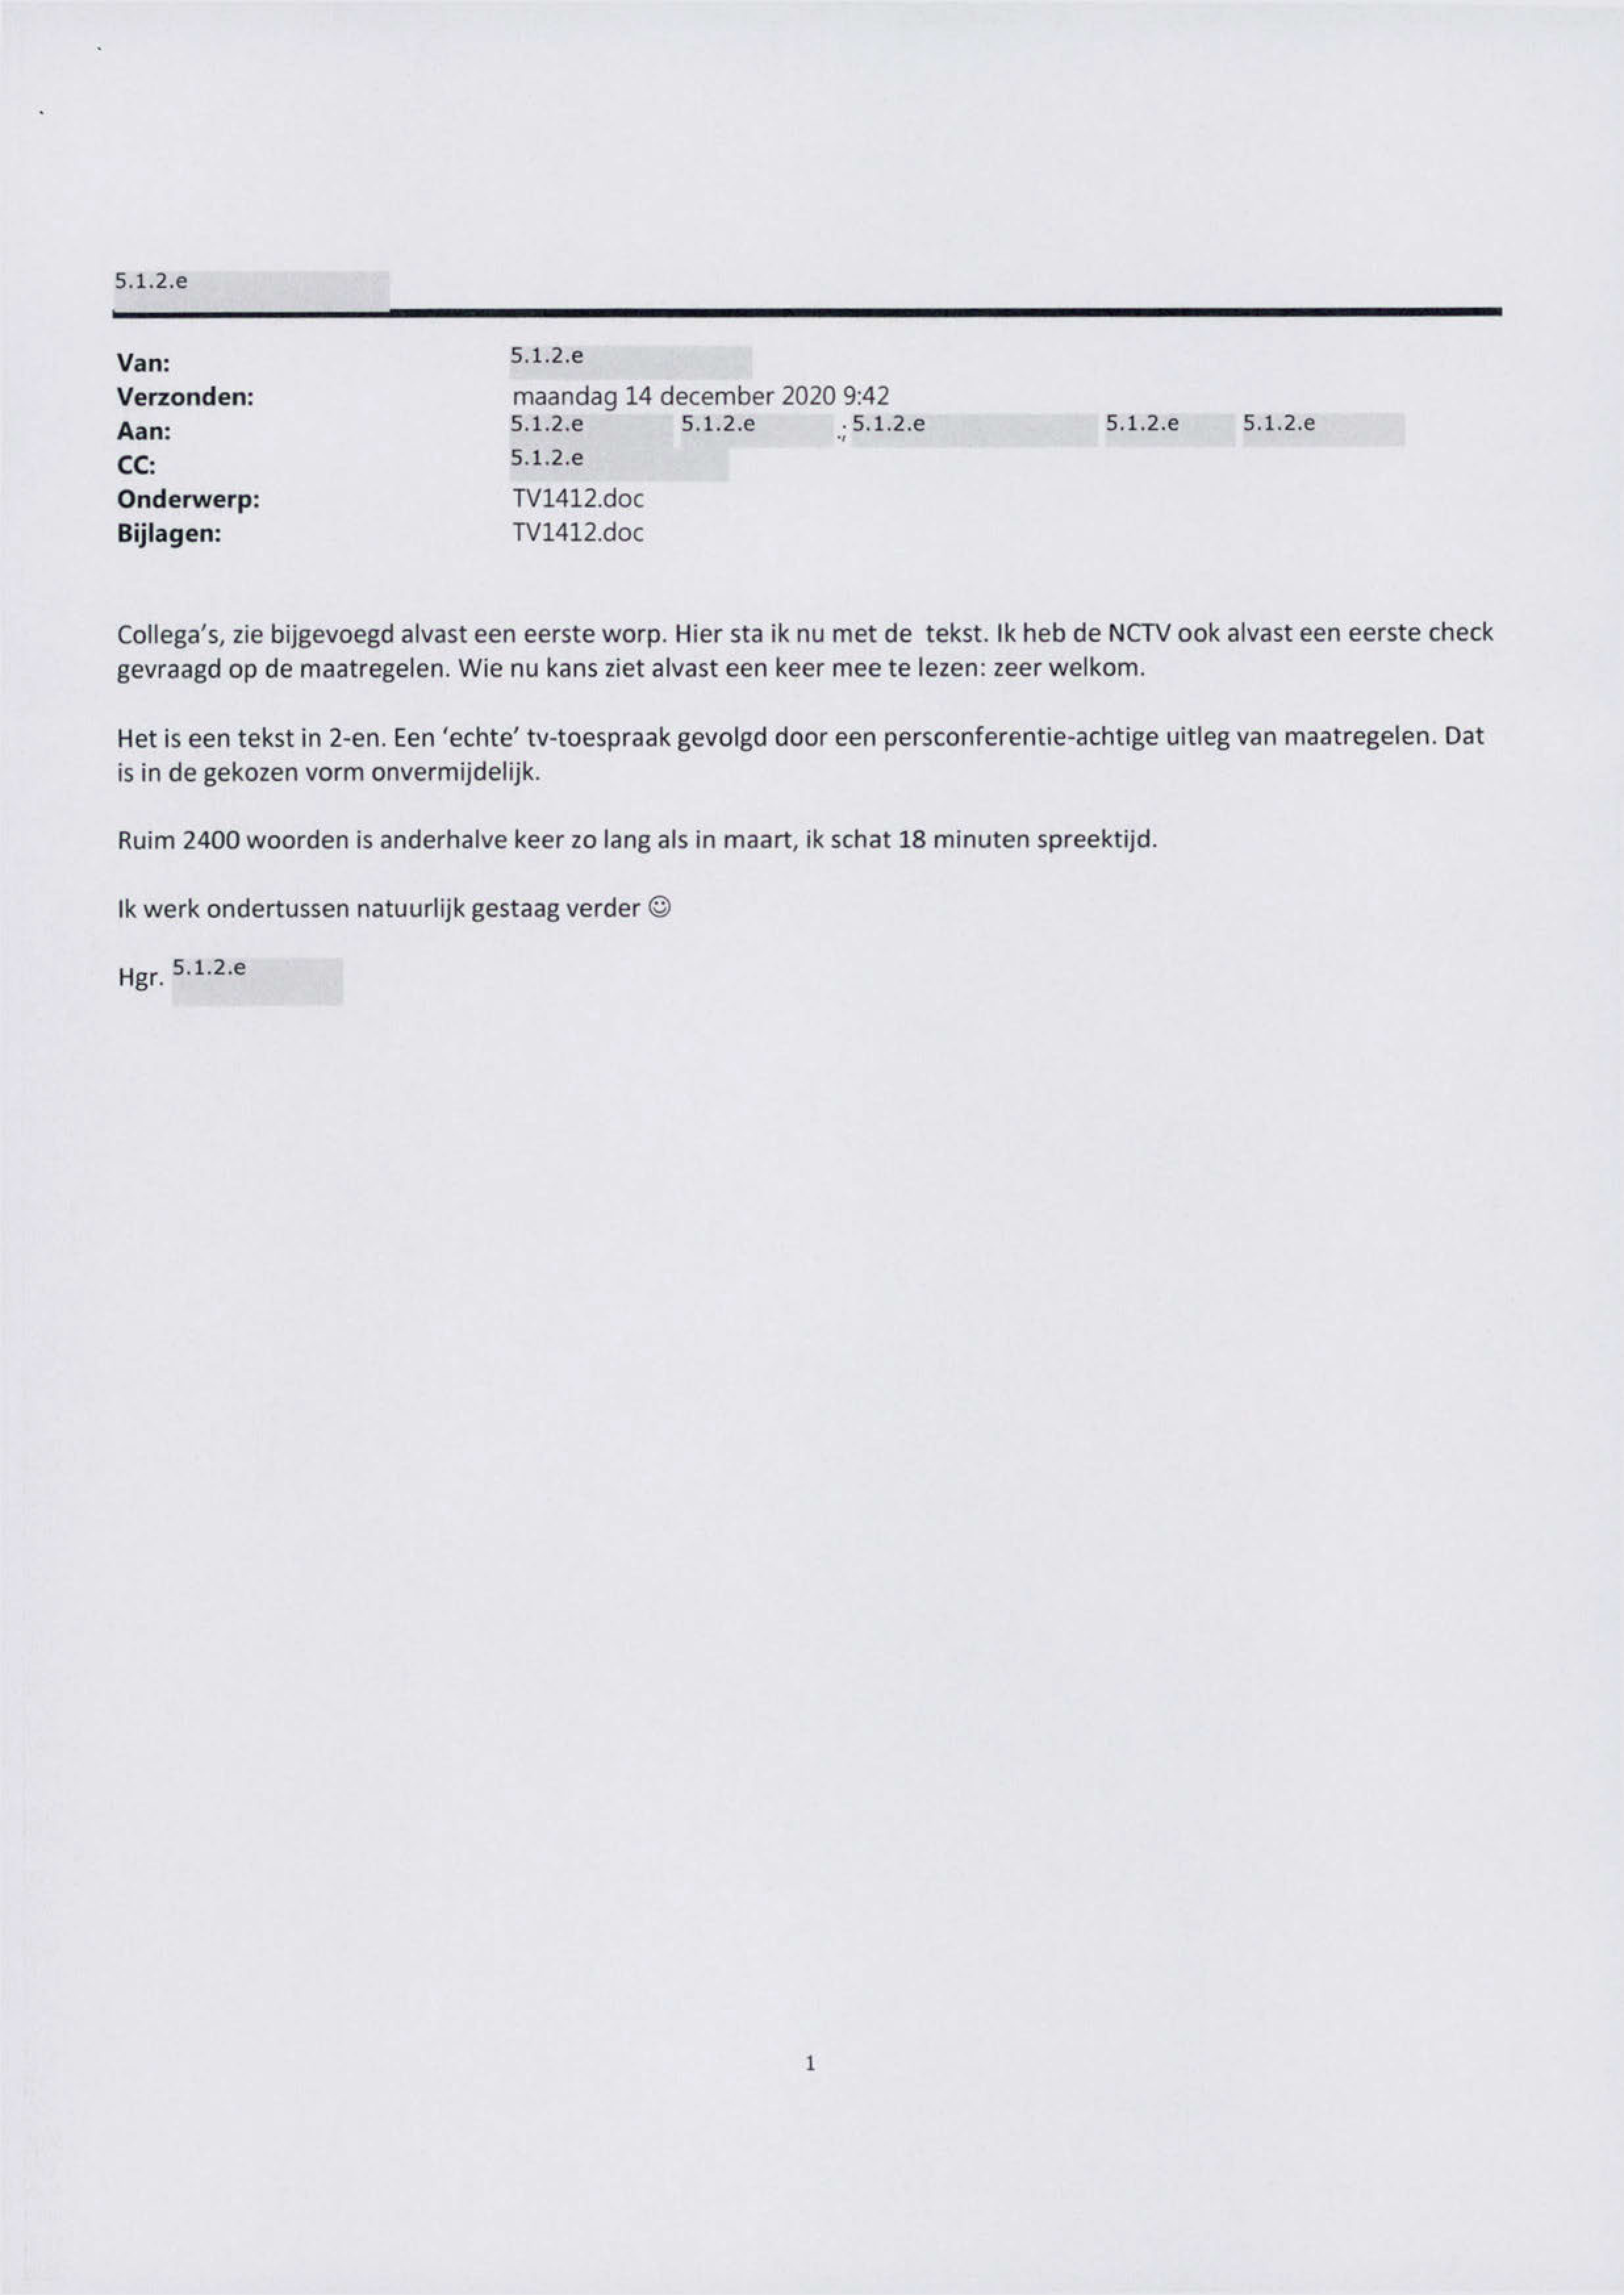 5.1.2.e
Van: 5.1.2.e
Verzonden: maandag 14 december 2020 9:42
Aan: 5.1.2.e 5.1.2.e .; 5.1.2.e 5.1.2.e 5.1.2.e
CC: 5.1.2.e
Onderwerp: TV1412.doc
Bijlagen: TV1412.doc
Collega's, zie bijgevoegd alvast een eerste worp. Hier sta ik nu met de tekst. Ik heb de NCTV ook alvast een eerste check
gevraagd op de maatregelen. Wie nu kans ziet alvast een keer mee te lezen: zeer welkom.
Het is een tekst in 2-en. Een ‘echte’ tv-toespraak gevolgd door een persconferentie-achtige uitleg van maatregelen. Dat
is in de gekozen vorm onvermijdelijk.
Ruim 2400 woorden is anderhalve keer zo lang als in maart, ik schat 18 minuten spreektijd.
Ik werk ondertussen natuurlijk gestaag verder ☺
Hgr. 5.1.2.e
1